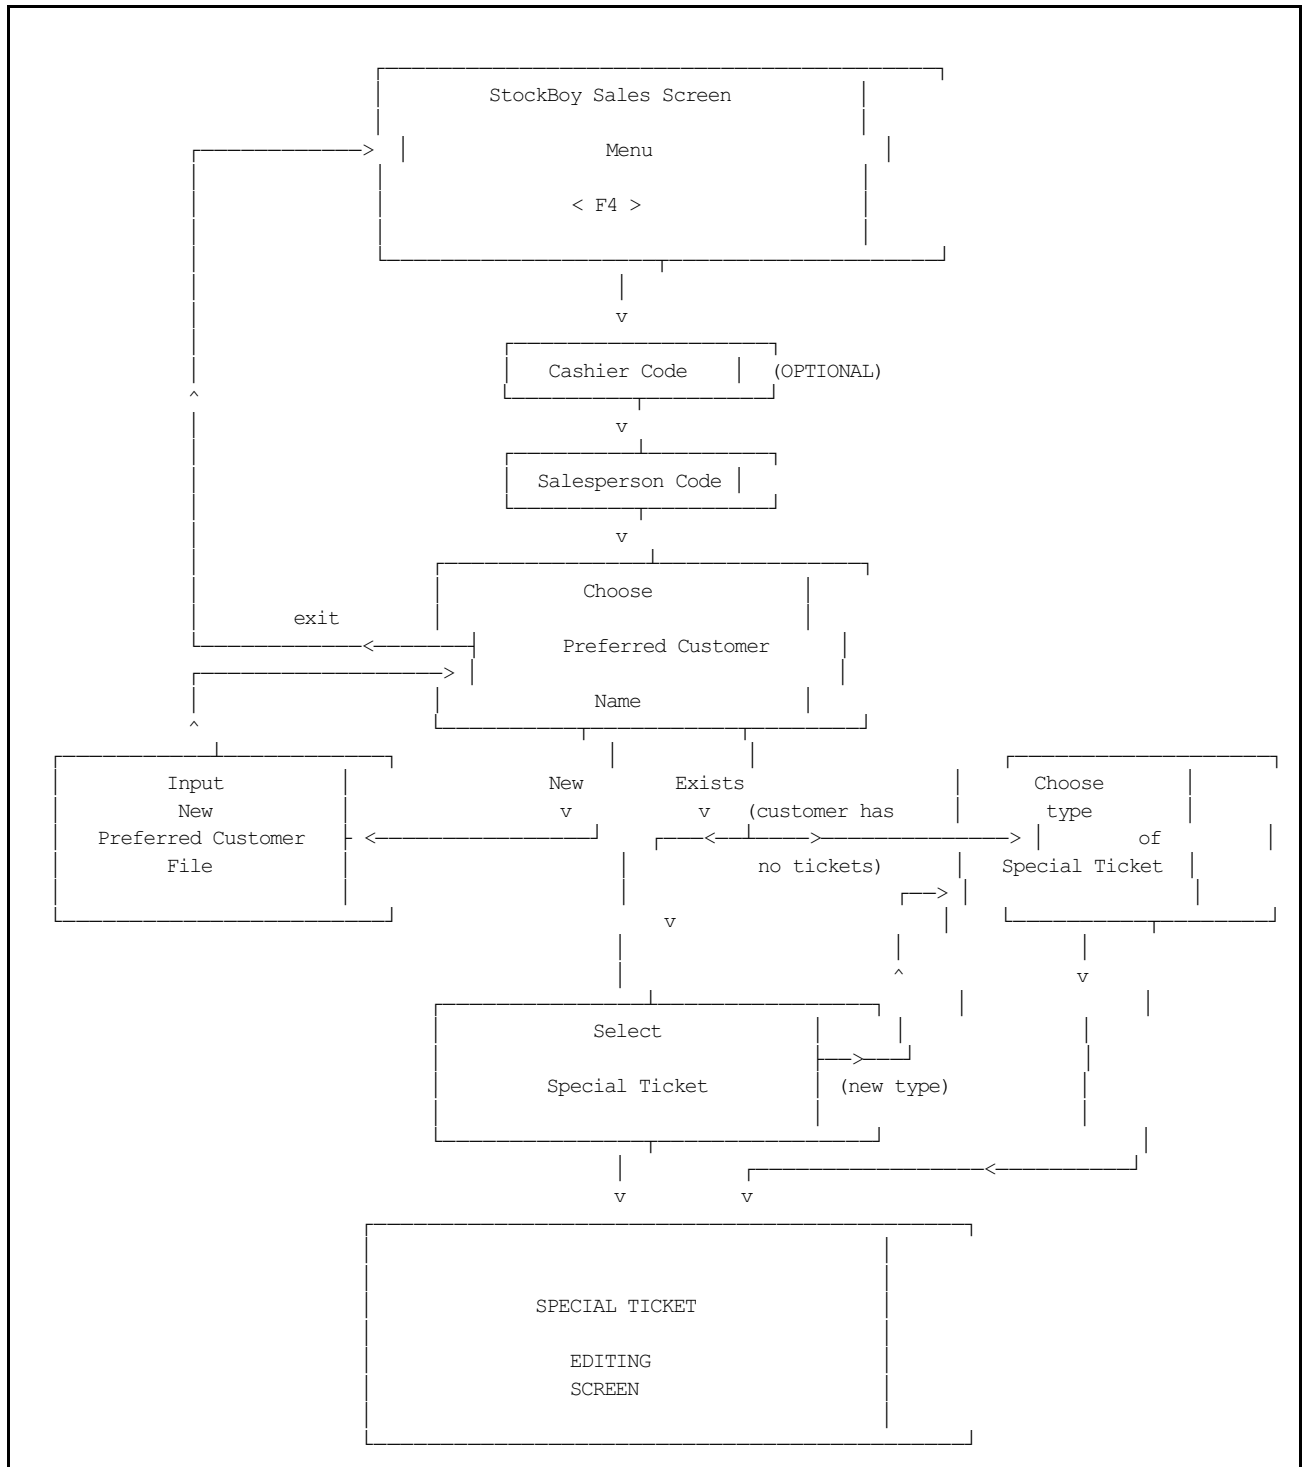 StockBoy Sales Screen
Menu
< F4 >
v
Cashier Code (OPTIONAL)
^
v
Salesperson Code
v
Choose
exit
Preferred Customer
Name
^
Input New Exists Choose
New v v (customer has type
Preferred Customer of
File no tickets) Special Ticket
v
^ v
Select
Special Ticket (new type)
v v
SPECIAL TICKET
EDITING
SCREEN